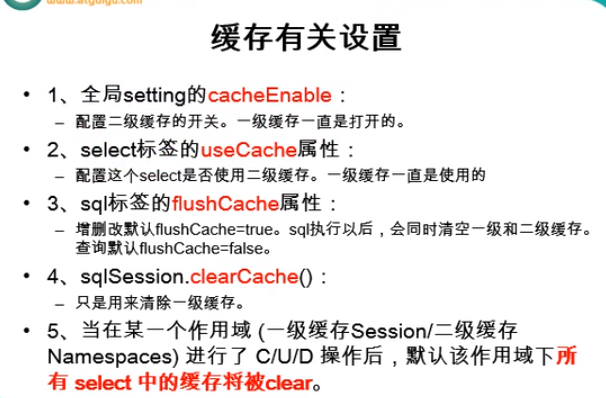 www.atguigu.com
缓存有关设置
• 1、全局setting的cacheEnable：
– 配置二级缓存的开关。一级缓存一直是打开的。
• 2、select标签的useCache属性：
– 配置这个select是否使用二级缓存。一级缓存一直是使用的
• 3、sql标签的flushCache属性：
– 增删改默认flushCache=true。sql执行以后，会同时清空一级和二级缓存。
查询默认flushCache=false。
• 4、sqlSession.clearCache()：
– 只是用来清除一级缓存。
• 5、当在某一个作用域 (一级缓存Session/二级缓存
Namespaces) 进行了 C/U/D 操作后，默认该作用域下所
有 select 中的缓存将被clear。